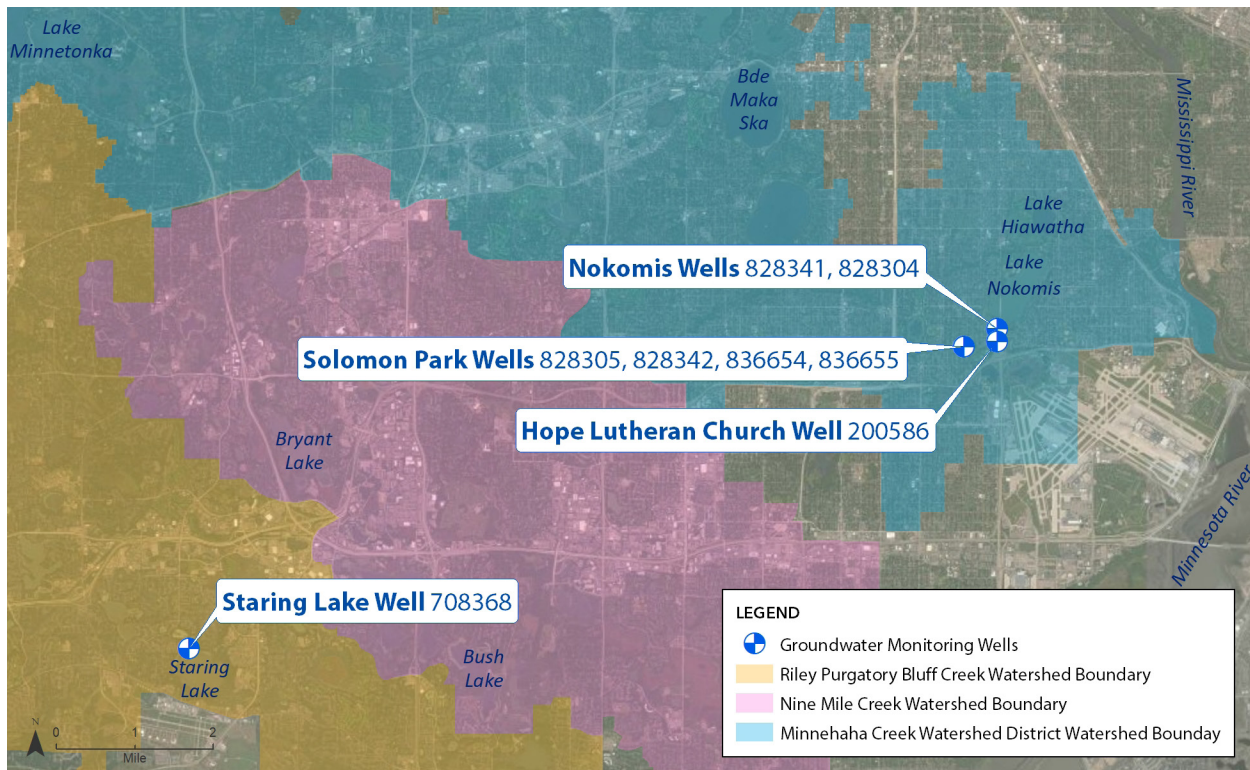 Lake
Minnetonka
Bde
Maka
Ska
Mississippi River
Lake
Hiawatha
Lake
Nokomis
Nokomis Wells 828341, 828304
Solomon Park Wells 828305, 828342, 836654, 836655
Hope Lutheran Church Well 200586
Bryant
Lake
Minnesota River
Staring Lake Well 708368
Staring
Lake
Bush
Lake
LEGEND
Groundwater Monitoring Wells
Riley Purgatory Bluff Creek Watershed Boundary
Nine Mile Creek Watershed Boundary
Minnehaha Creek Watershed District Watershed Bounday
N
0 1 2
Mile